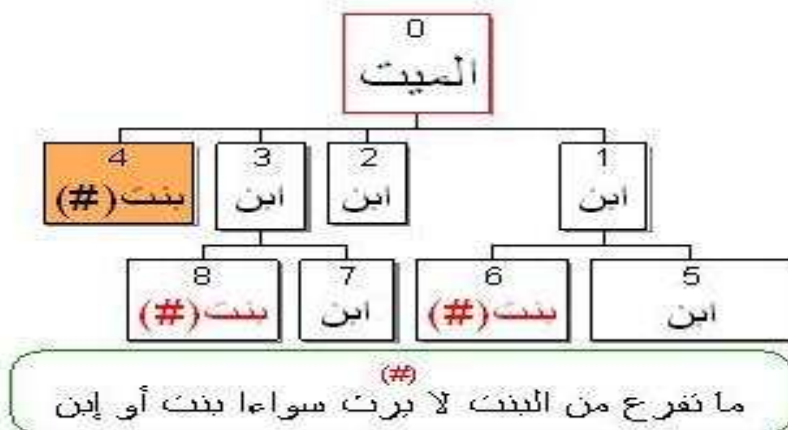 0
الميت
1
ابن
2
ابن
3
ابن
4
بنت(#)
5
ابن
6
بنت(#)
7
ابن
8
بنت(#)
(#)
ما تفرع من البنت لا يرث سواءا بنت أو إبن